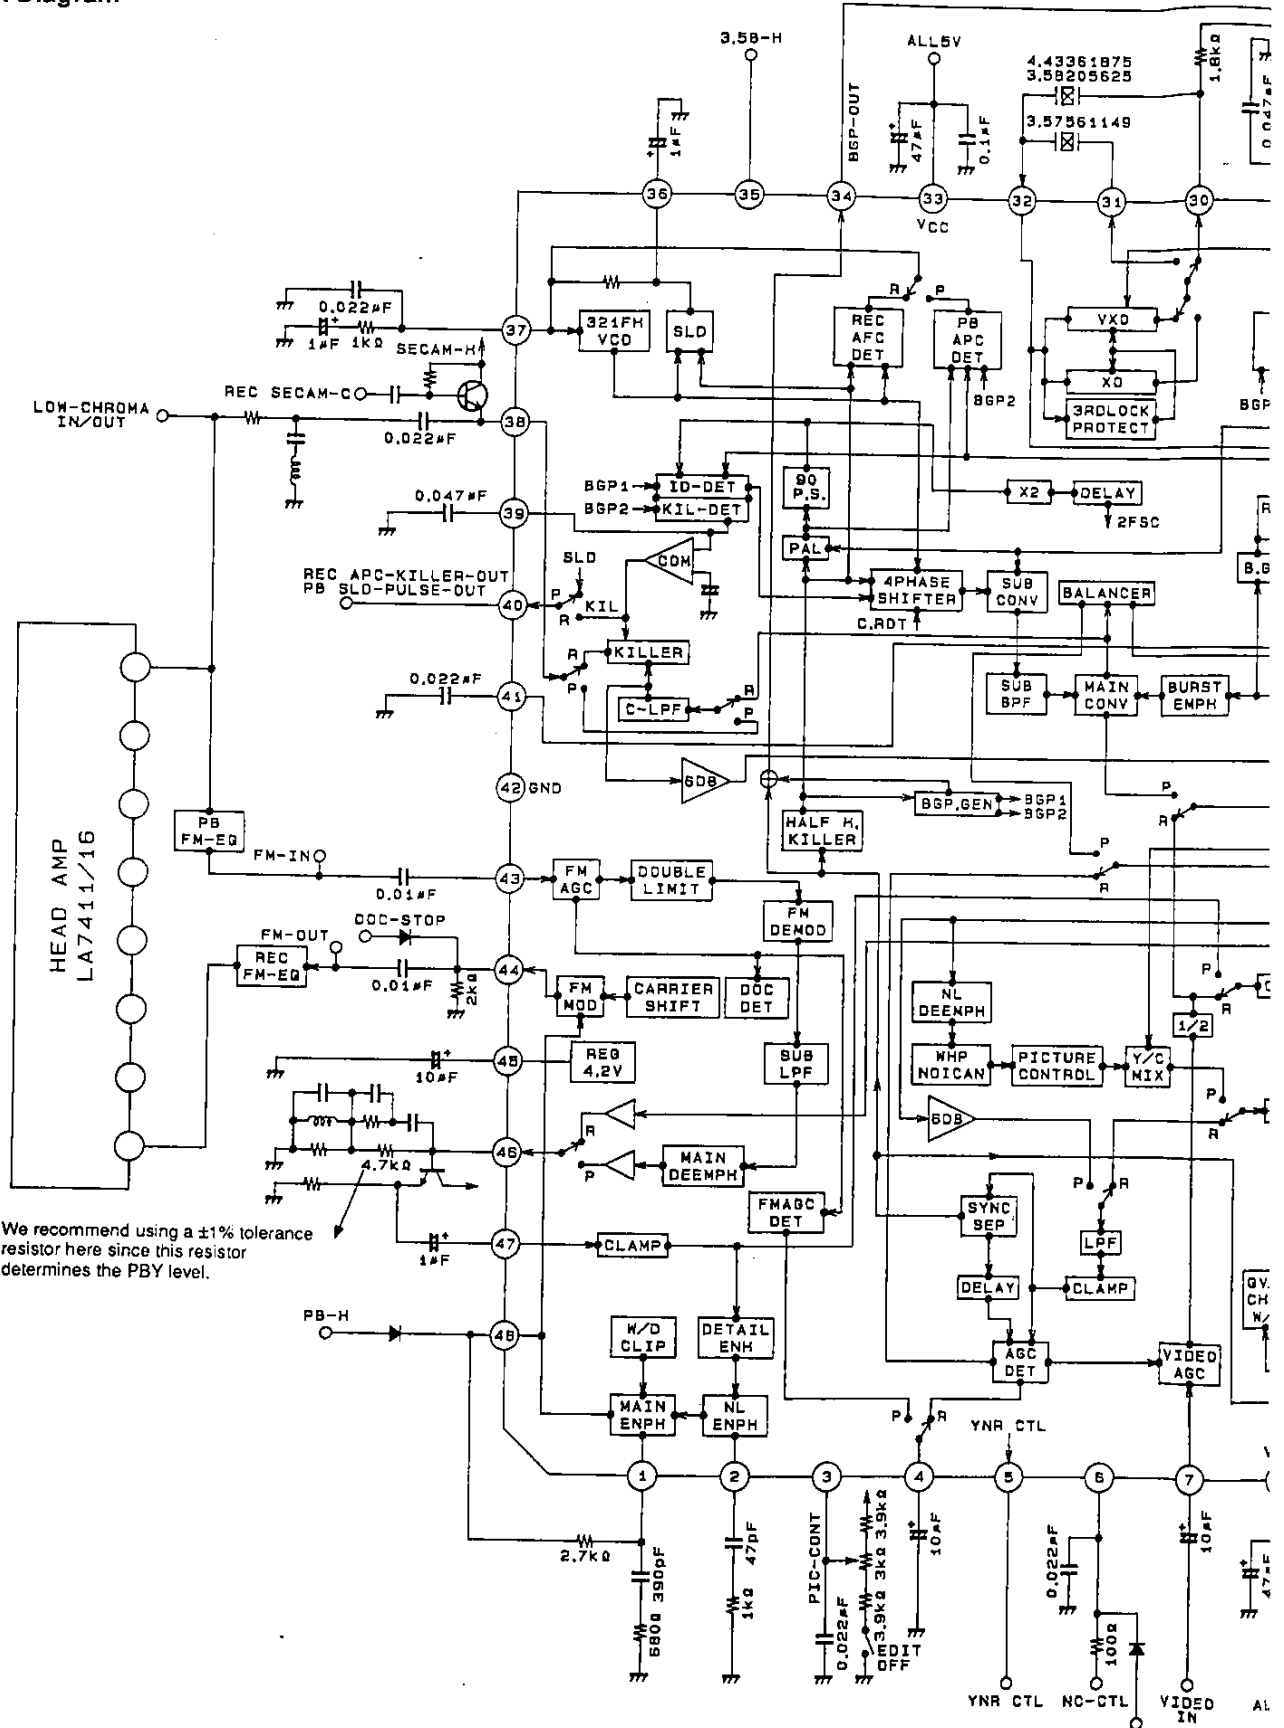 3.58-H
ALL5V
4.43361875
3.58205625
3.57561149
1.8kΩ
BGP-OUT
1µF
47µF
0.1µF
36
35
34
33
32
31
30
VCC
0.022µF
1µF
1kΩ
37
321FH
VCO
SLD
R
P
REC
AFC
DET
PB
APC
DET
BGP2
VXO
XO
3RDLOCK
PROTECT
BGP
SECAM-H
REC SECAM-C
LOW-CHROMA
IN/OUT
0.022µF
38
BGP1
BGP2
ID-DET
KIL-DET
90
P.S.
X2
DELAY
2FSC
0.047µF
39
COM
PAL
REC APC-KILLER-OUT
PB SLD-PULSE-OUT
40
SLD
P
R
KIL
4PHASE
SHIFTER
C.ROT
SUB
CONV
BALANCER
KILLER
R
P
C-LPF
R
P
SUB
BPF
MAIN
CONV
BURST
EMPH
0.022µF
41
42
GND
6DB
BGP.GEN
BGP1
BGP2
HALF H.
KILLER
P
R
P
R
HEAD AMP
LA7411/16
PB
FM-EQ
FM-IN
0.01µF
43
FM
AGC
DOUBLE
LIMIT
FM
DEMOD
DOC-STOP
FM-OUT
REC
FM-EQ
0.01µF
2kΩ
44
FM
MOD
CARRIER
SHIFT
DOC
DET
NL
DEEMPH
P
R
1/2
10µF
45
REG
4.2V
SUB
LPF
WHP
NOICAN
PICTURE
CONTROL
Y/C
MIX
P
R
6DB
4.7kΩ
46
R
P
MAIN
DEEMPH
FMAGC
DET
SYNC
SEP
P
R
LPF
We recommend using a ±1% tolerance
resistor here since this resistor
determines the PBY level.
1µF
47
CLAMP
DELAY
CLAMP
PB-H
48
W/D
CLIP
DETAIL
ENH
AGC
DET
VIDEO
AGC
MAIN
ENPH
NL
ENPH
P
R
YNR CTL
1
2
3
4
5
6
7
2.7kΩ
680Ω 390pF
47pF
1kΩ
PIC-CONT
0.022µF
3.9kΩ 3kΩ 3.9kΩ
EDIT
OFF
10µF
0.022µF
100Ω
10µF
YNR CTL
NC-CTL
VIDEO
IN